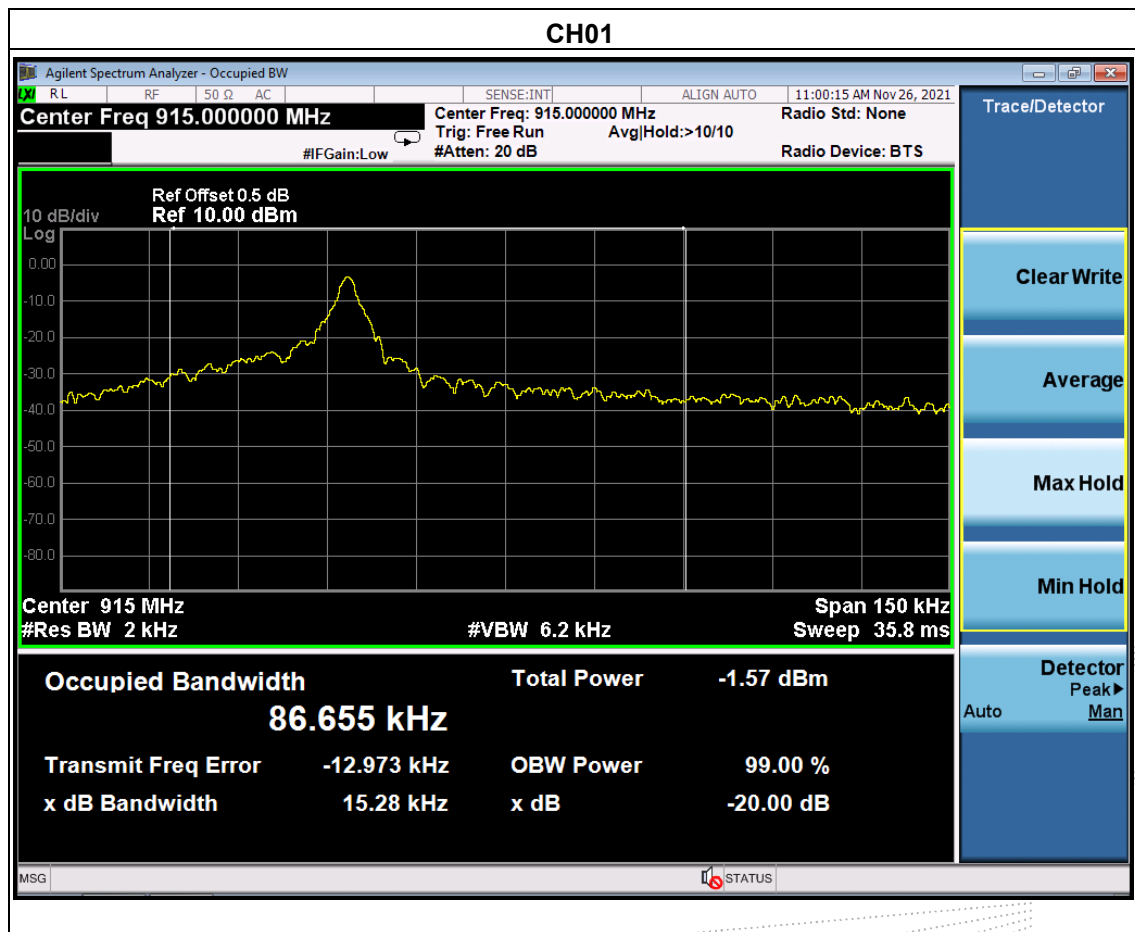 CH01
Agilent Spectrum Analyzer - Occupied BW
LXI RL RF 50 Ω AC SENSE:INT ALIGN AUTO 11:00:15 AM Nov 26, 2021
Center Freq 915.000000 MHz
Center Freq: 915.000000 MHz Radio Std: None
Trig: Free Run Avg|Hold:>10/10
#IFGain:Low #Atten: 20 dB Radio Device: BTS
Ref Offset 0.5 dB
10 dB/div Ref 10.00 dBm
Log
0.00
-10.0
-20.0
-30.0
-40.0
-50.0
-60.0
-70.0
-80.0
Center 915 MHz Span 150 kHz
#Res BW 2 kHz #VBW 6.2 kHz Sweep 35.8 ms
Occupied Bandwidth Total Power -1.57 dBm
86.655 kHz
Transmit Freq Error -12.973 kHz OBW Power 99.00 %
x dB Bandwidth 15.28 kHz x dB -20.00 dB
MSG STATUS
Trace/Detector
Clear Write
Average
Max Hold
Min Hold
Detector
Peak▶
Auto Man